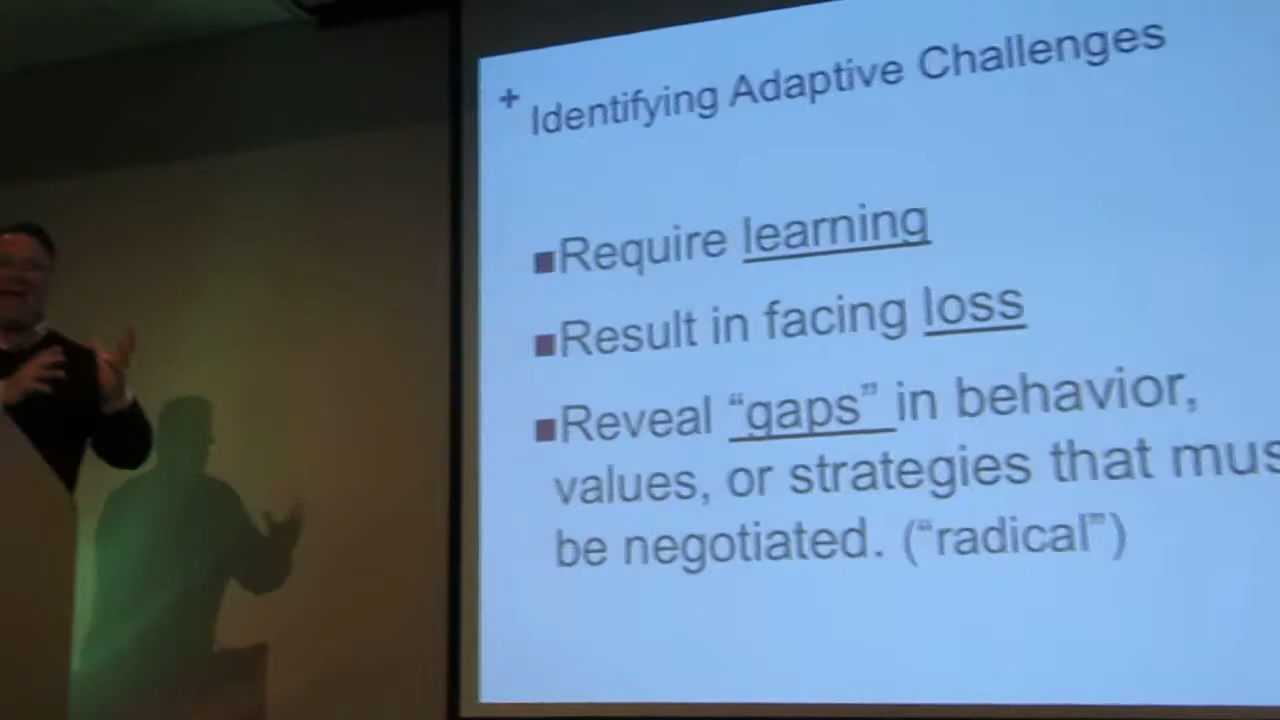 + Identifying Adaptive Challenges
■Require learning
■Result in facing loss
■Reveal “gaps” in behavior,
values, or strategies that
be negotiated. (“radical”)